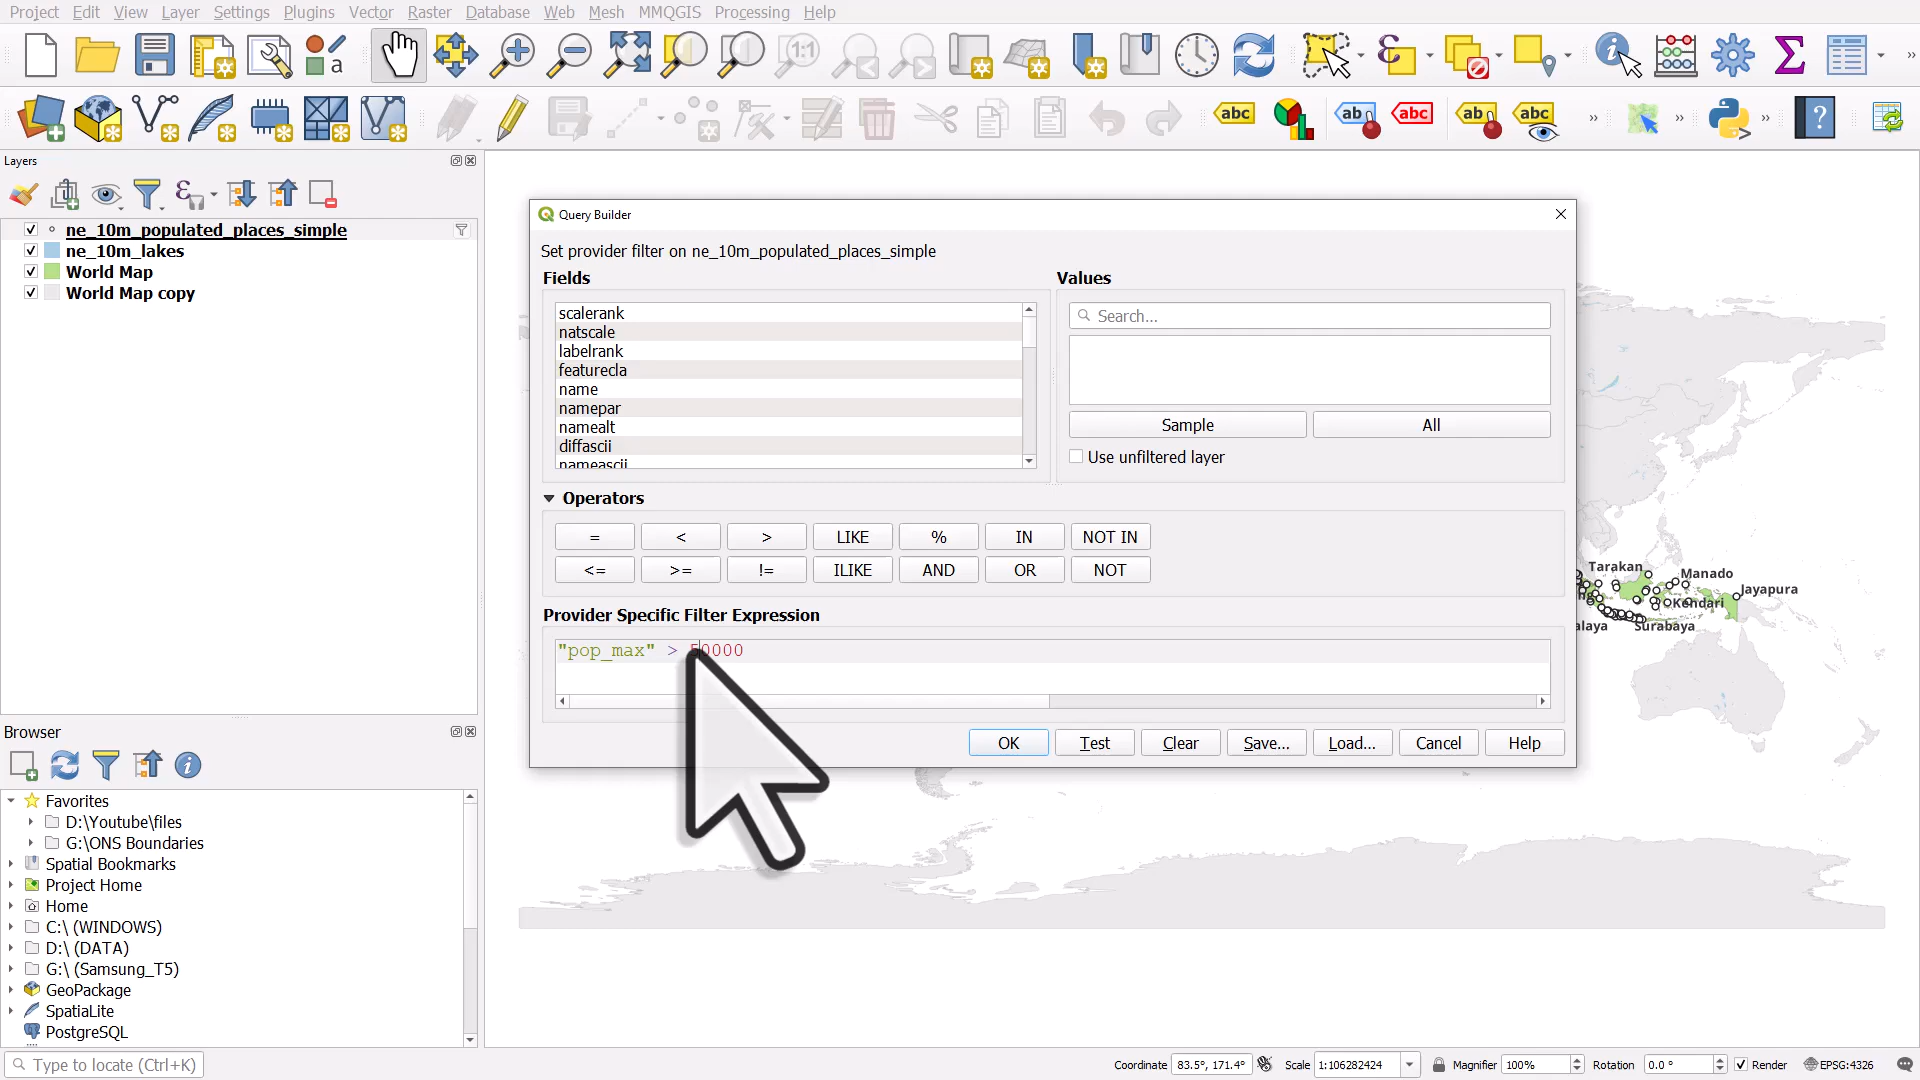 Project Edit View Layer Settings Plugins Vector Raster Database Web Mesh MMQGIS Processing Help
Layers
ne_10m_populated_places_simple
ne_10m_lakes
World Map
World Map copy
Query Builder
Set provider filter on ne_10m_populated_places_simple
Fields
Values
scalerank
natscale
labelrank
featurecla
name
namepar
namealt
diffascii
nameascii
Search...
Sample All
Use unfiltered layer
Operators
= < > LIKE % IN NOT IN
<= >= != ILIKE AND OR NOT
Provider Specific Filter Expression
"pop_max" > 50000
OK Test Clear Save... Load... Cancel Help
Tarakan
Manado
Jayapura
Kendari
alaya
Surabaya
Browser
Favorites
D:\Youtube\files
G:\ONS Boundaries
Spatial Bookmarks
Project Home
Home
C:\ (WINDOWS)
D:\ (DATA)
G:\ (Samsung_T5)
GeoPackage
SpatiaLite
PostgreSQL
Type to locate (Ctrl+K)
Coordinate 83.5°, 171.4° Scale 1:106282424 Magnifier 100% Rotation 0.0 ° Render EPSG:4326